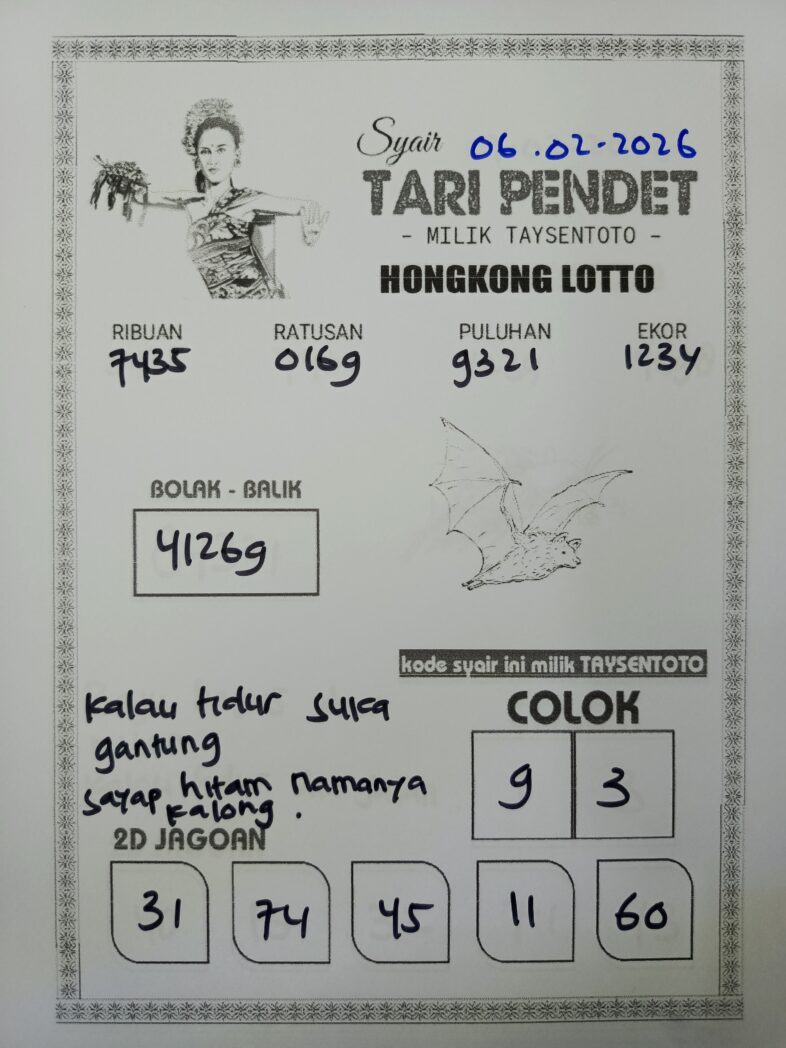 Syair 06.02-2026
TARI PENDET
- MILIK TAYSENTOTO -
HONGKONG LOTTO
RIBUAN RATUSAN PULUHAN EKOR
7435 0169 9321 1234
BOLAK - BALIK
41269
kode syair ini milik TAYSENTOTO
kalau tidur suka
gantung
sayap hitam namanya
kalong.
COLOK
9 3
2D JAGOAN
31 74 45 11 60